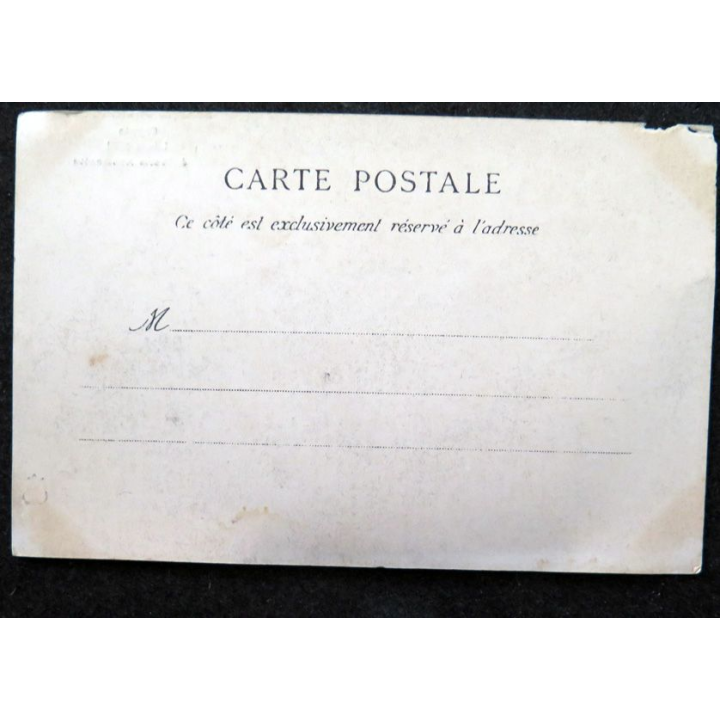 CARTE POSTALE
Ce côté est exclusivement réservé à l'adresse
M